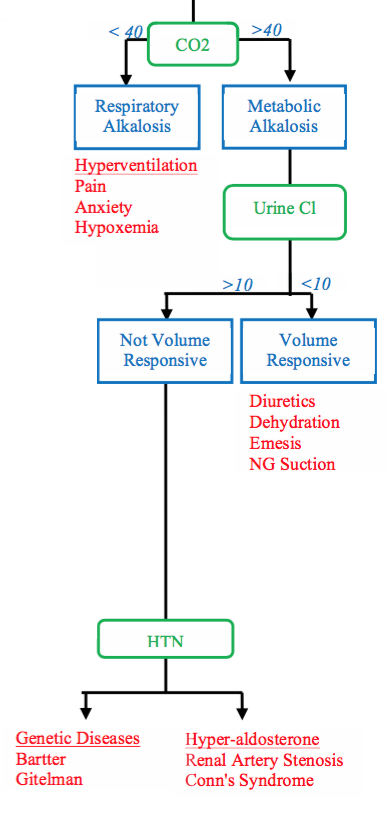 < 40
>40
CO2
Respiratory
Alkalosis
Metabolic
Alkalosis
Hyperventilation
Pain
Anxiety
Hypoxemia
Urine Cl
>10
<10
Not Volume
Responsive
Volume
Responsive
Diuretics
Dehydration
Emesis
NG Suction
HTN
Genetic Diseases
Bartter
Gitelman
Hyper-aldosterone
Renal Artery Stenosis
Conn's Syndrome